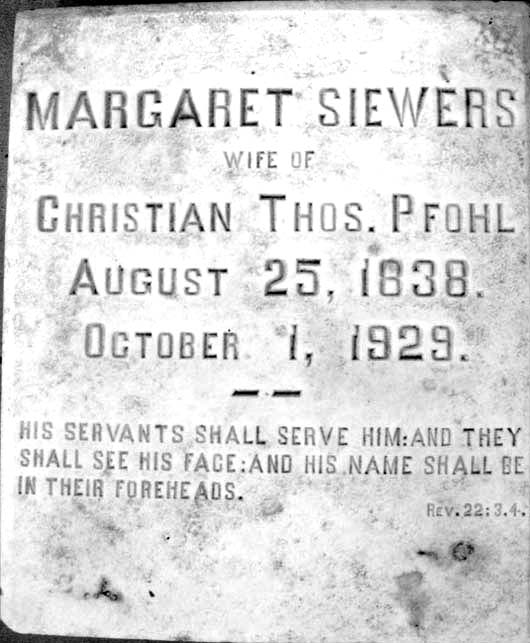 MARGARET SIEWERS
WIFE OF
CHRISTIAN THOS. PFOHL
AUGUST 25, 1838.
OCTOBER 1, 1929.
HIS SERVANTS SHALL SERVE HIM: AND THEY
SHALL SEE HIS FACE: AND HIS NAME SHALL BE
IN THEIR FOREHEADS.
REV. 22:3.4.